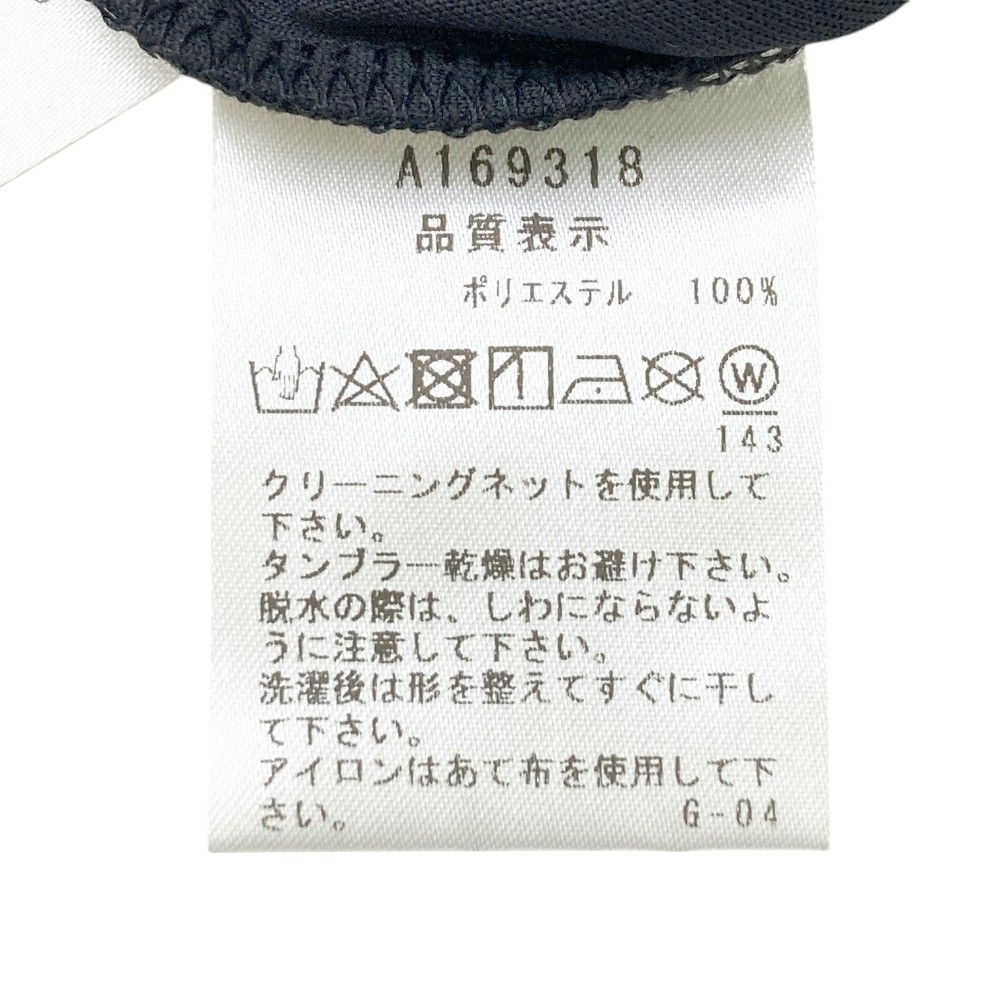 A169318
品質表示
ポリエステル 100%
W
143
クリーニングネットを使用して
下さい。
タンブラー乾燥はお避け下さい。
脱水の際は、しわにならないよ
うに注意して下さい。
洗濯後は形を整えてすぐに干し
て下さい。
アイロンはあて布を使用して下
さい。 G-04